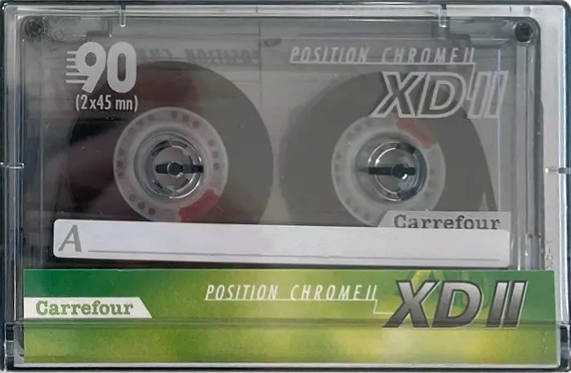 90
(2x45 mn)
POSITION CHROME II
XD II
Carrefour
A
Carrefour
POSITION CHROME II
XD II